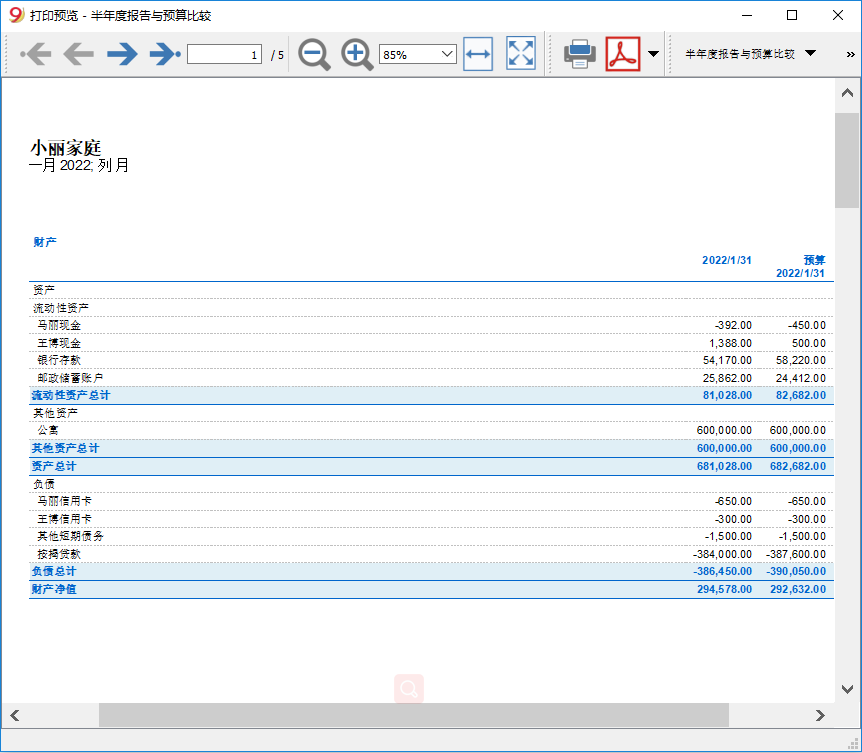 打印预览 - 半年度报告与预算比较
1 / 5 85% 半年度报告与预算比较 »
小丽家庭
一月 2022; 列 月
财产
2022/1/31 预算
2022/1/31
资产
流动性资产
马丽现金 -392.00 -450.00
王博现金 1,388.00 500.00
银行存款 54,170.00 58,220.00
邮政储蓄账户 25,862.00 24,412.00
流动性资产总计 81,028.00 82,682.00
其他资产
公寓 600,000.00 600,000.00
其他资产总计 600,000.00 600,000.00
资产总计 681,028.00 682,682.00
负债
马丽信用卡 -650.00 -650.00
王博信用卡 -300.00 -300.00
其他短期债务 -1,500.00 -1,500.00
按揭贷款 -384,000.00 -387,600.00
负债总计 -386,450.00 -390,050.00
财产净值 294,578.00 292,632.00